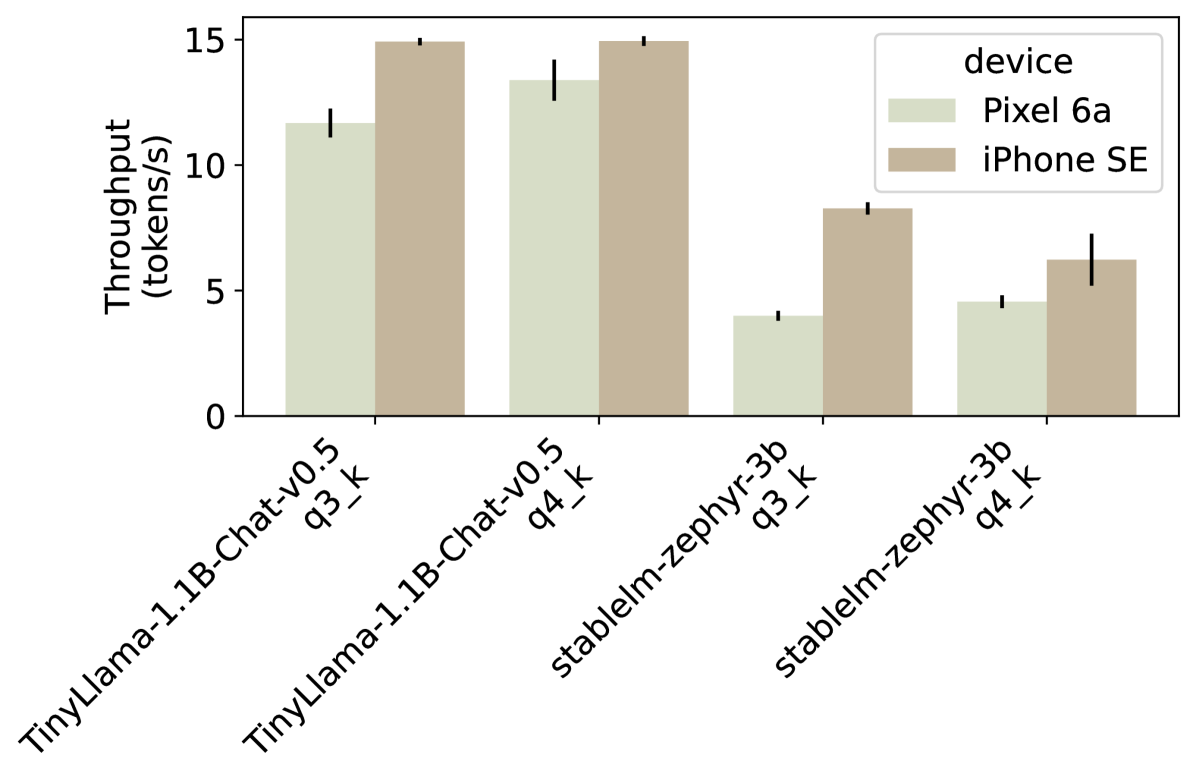 Throughput
(tokens/s)
15
10
5
0
device
Pixel 6a
iPhone SE
TinyLlama-1.1B-Chat-v0.5
q3_k
TinyLlama-1.1B-Chat-v0.5
q4_k
stablelm-zephyr-3b
q3_k
stablelm-zephyr-3b
q4_k